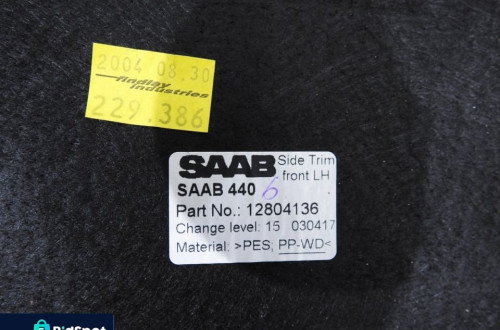 2004 08.30
findlay
industries
229.386
SAAB Side Trim
front LH
SAAB 440 6
Part No.: 12804136
Change level: 15 030417
Material: >PES; PP-WD<
BidSpot